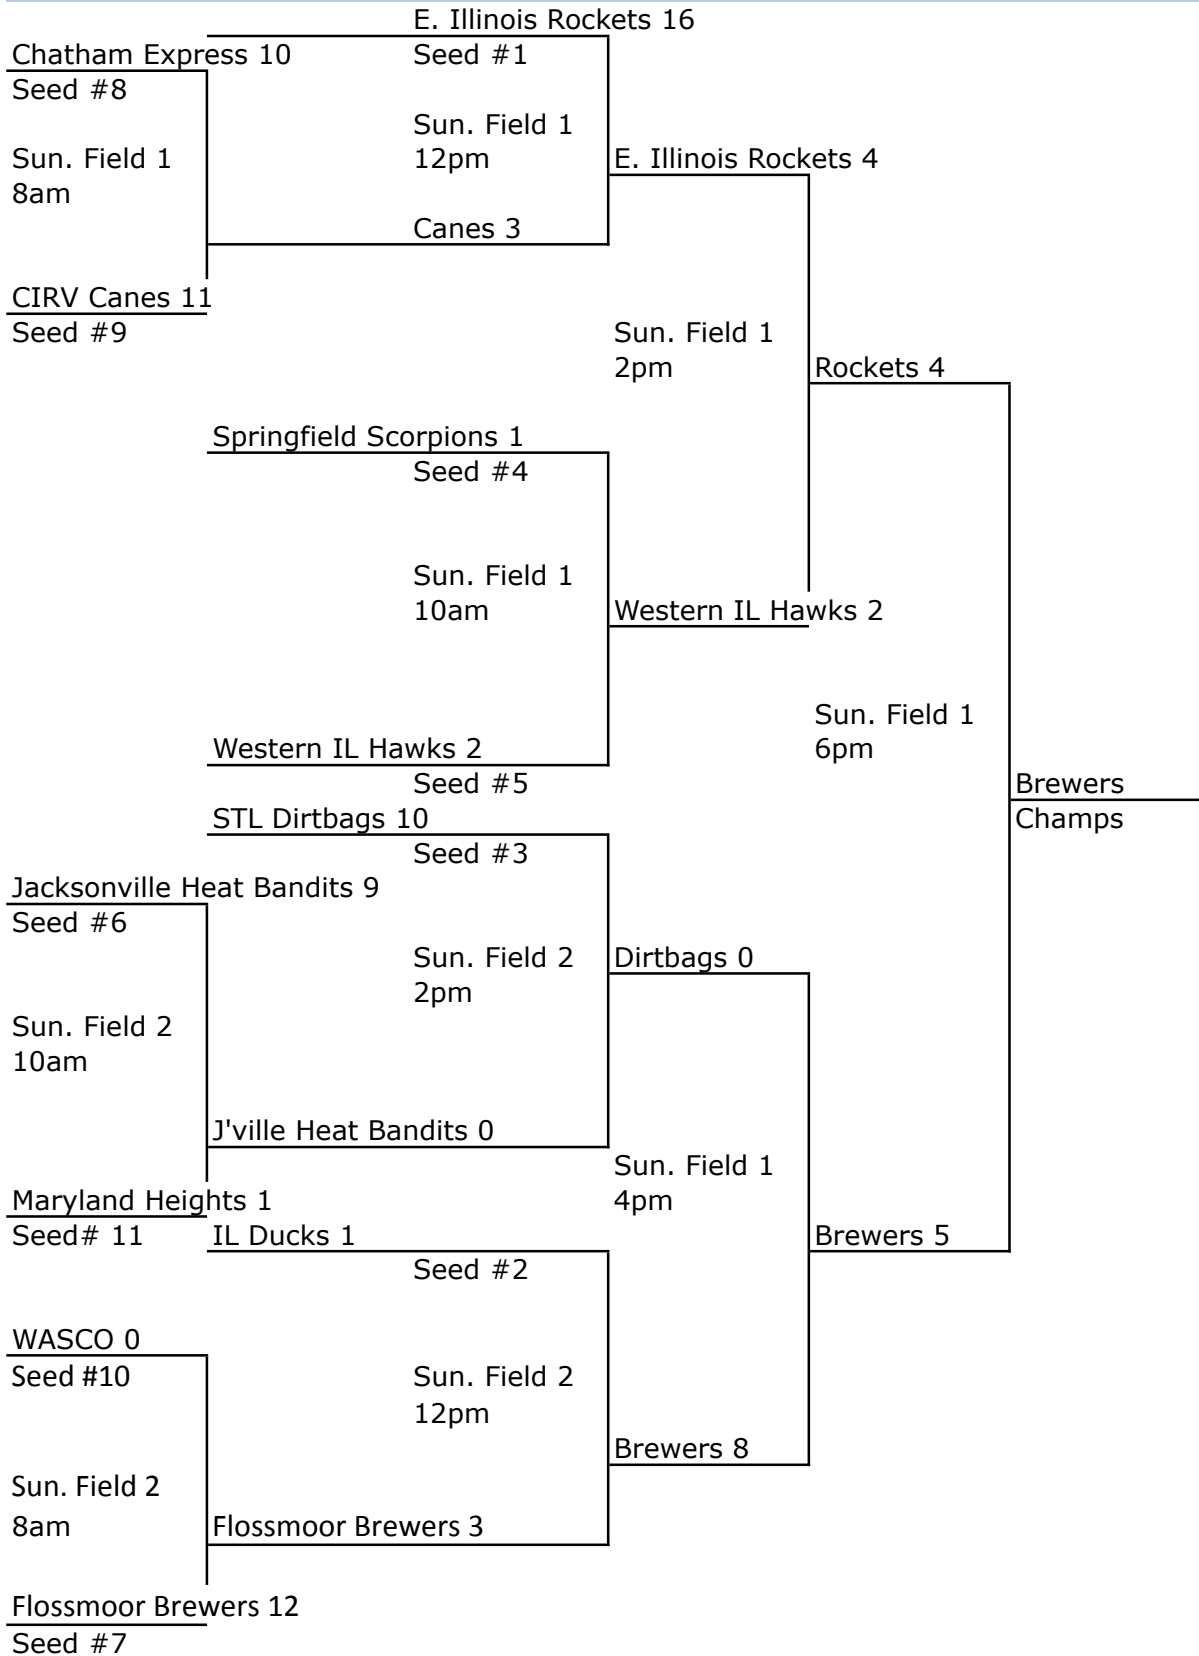 E. Illinois Rockets 16
Chatham Express 10
Seed #1
Seed #8
Sun. Field 1
12pm
Sun. Field 1
8am
E. Illinois Rockets 4
Canes 3
CIRV Canes 11
Seed #9
Sun. Field 1
2pm
Rockets 4
Springfield Scorpions 1
Seed #4
Sun. Field 1
10am
Western IL Hawks 2
Sun. Field 1
6pm
Western IL Hawks 2
Seed #5
Brewers
Champs
STL Dirtbags 10
Seed #3
Jacksonville Heat Bandits 9
Seed #6
Sun. Field 2
2pm
Dirtbags 0
Sun. Field 2
10am
J'ville Heat Bandits 0
Sun. Field 1
4pm
Maryland Heights 1
Seed# 11
IL Ducks 1
Seed #2
Brewers 5
WASCO 0
Seed #10
Sun. Field 2
12pm
Brewers 8
Sun. Field 2
8am
Flossmoor Brewers 3
Flossmoor Brewers 12
Seed #7